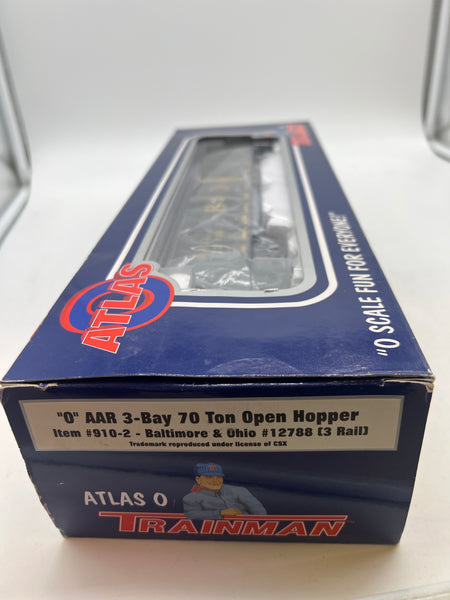 ATLAS
O
"O SCALE FUN FOR EVERYONE!"
"O" AAR 3-Bay 70 Ton Open Hopper
Item #910-2 - Baltimore & Ohio #12788 (3 Rail)
Trademark reproduced under license of CSX
ATLAS O
TRAINMAN